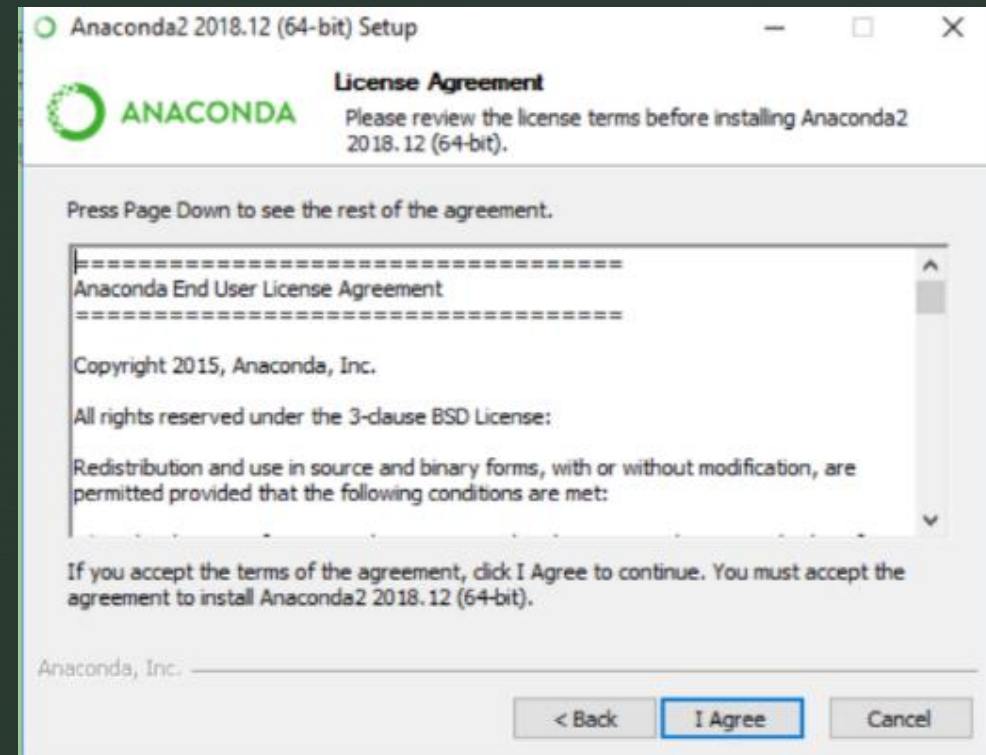 Anaconda2 2018.12 (64-bit) Setup
ANACONDA
License Agreement
Please review the license terms before installing Anaconda2
2018.12 (64-bit).
Press Page Down to see the rest of the agreement.
===================================
Anaconda End User License Agreement
===================================
Copyright 2015, Anaconda, Inc.
All rights reserved under the 3-clause BSD License:
Redistribution and use in source and binary forms, with or without modification, are
permitted provided that the following conditions are met:
If you accept the terms of the agreement, click I Agree to continue. You must accept the
agreement to install Anaconda2 2018.12 (64-bit).
Anaconda, Inc.
< Back
I Agree
Cancel